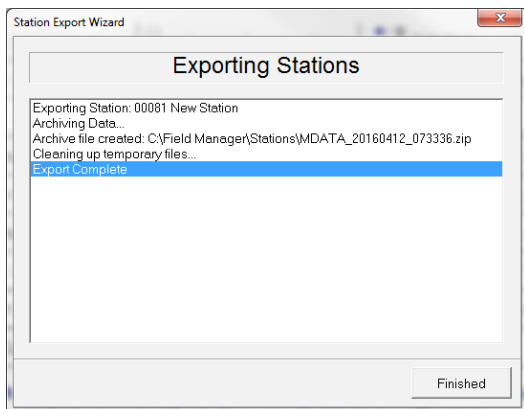 Station Export Wizard
Exporting Stations
Exporting Station: 00081 New Station
Archiving Data...
Archive file created: C:\Field Manager\Stations\MDATA_20160412_073336.zip
Cleaning up temporary files...
Export Complete
Finished